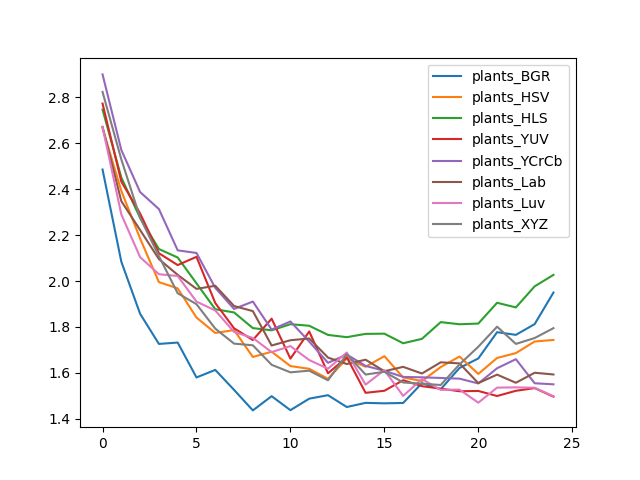 2.8
2.6
2.4
2.2
2.0
1.8
1.6
1.4
0 5 10 15 20 25
plants_BGR
plants_HSV
plants_HLS
plants_YUV
plants_YCrCb
plants_Lab
plants_Luv
plants_XYZ